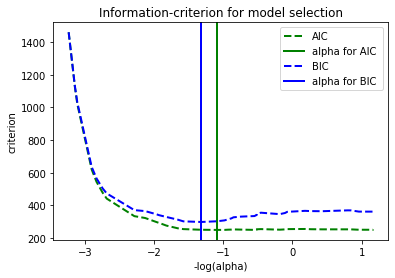 Information-criterion for model selection
AIC
alpha for AIC
BIC
alpha for BIC
criterion
1400
1200
1000
800
600
400
200
−3
−2
−1
0
1
-log(alpha)